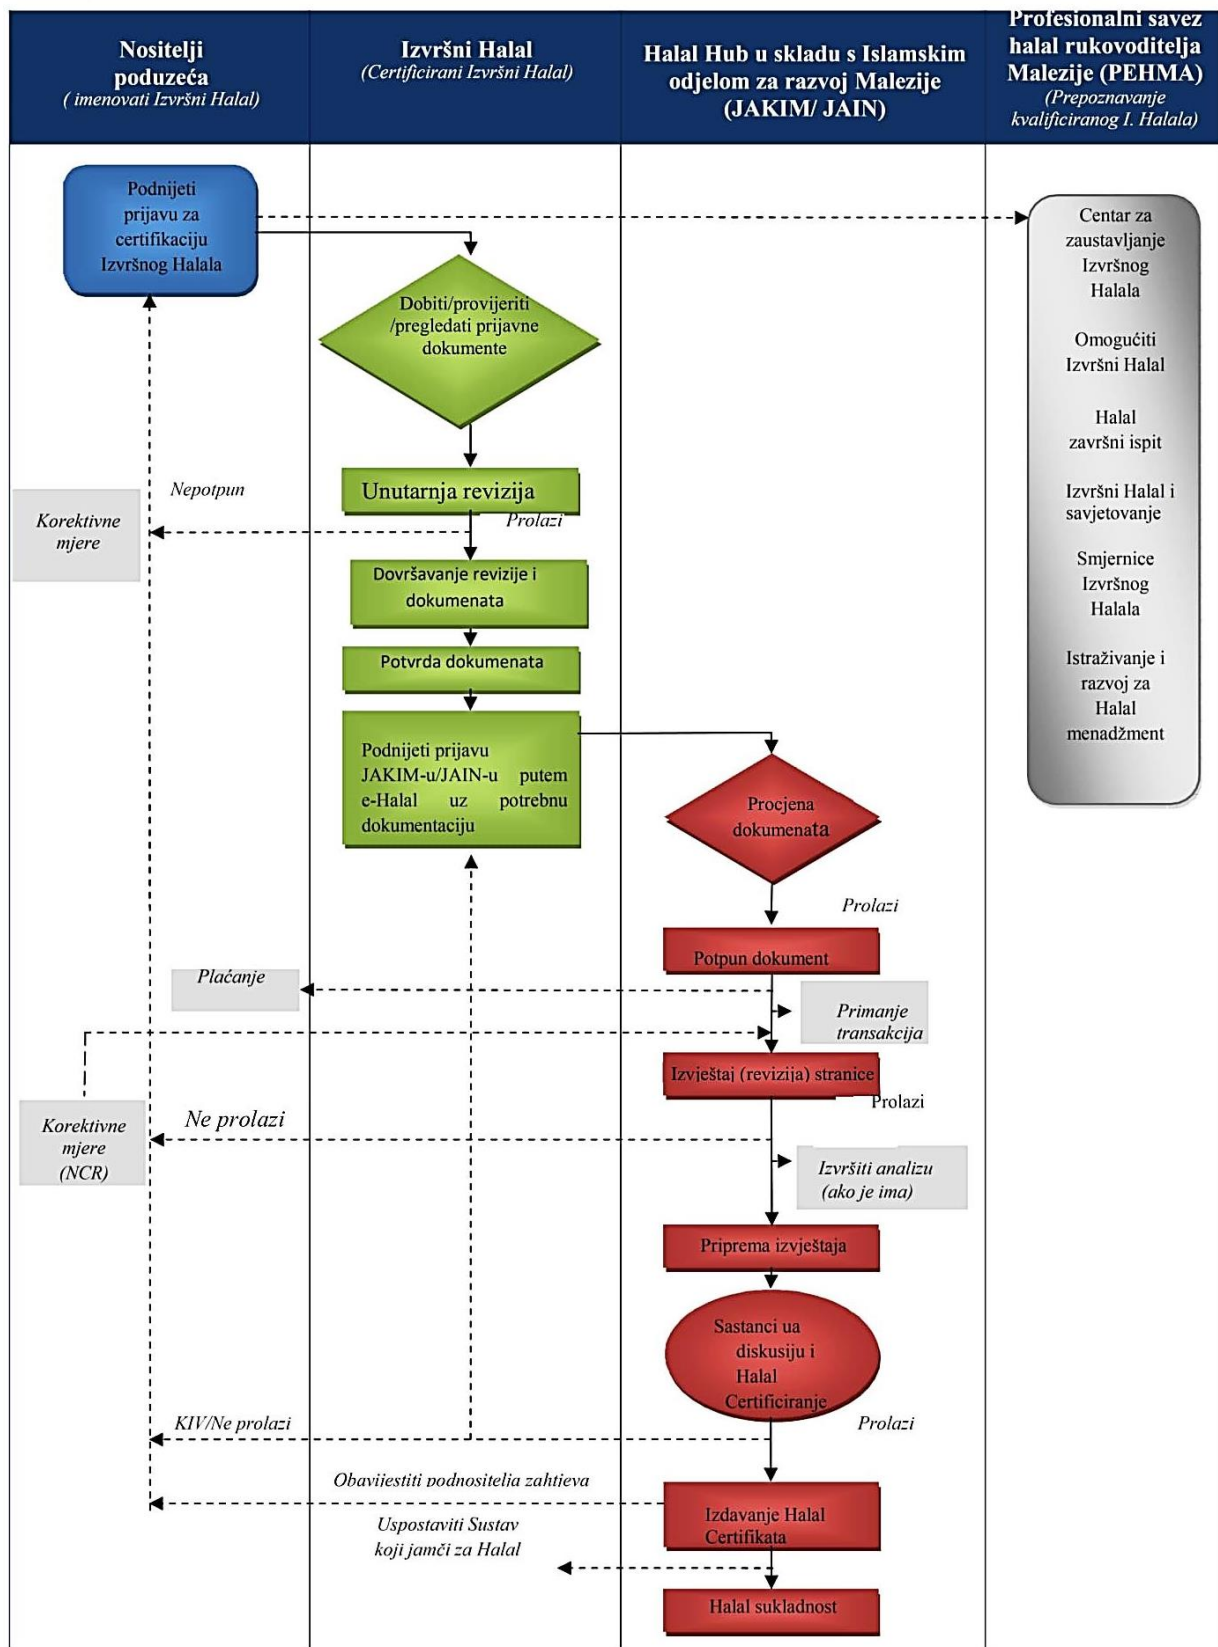 Nositelji
poduzeća
( imenovati Izvršni Halal)
Izvršni Halal
(Certificirani Izvršni Halal)
Halal Hub u skladu s Islamskim
odjelom za razvoj Malezije
(JAKIM/ JAIN)
Profesionalni savez
halal rukovoditelja
Malezije (PEHMA)
(Prepoznavanje
kvalificiranog I. Halala)
Podnijeti
prijavu za
certifikaciju
Izvršnog Halala
Dobiti/provijeriti
/pregledati prijavne
dokumente
Centar za
zaustavljanje
Izvršnog
Halala
Omogućiti
Izvršni Halal
Halal
završni ispit
Izvršni Halal i
savjetovanje
Smjernice
Izvršnog
Halala
Istraživanje i
razvoj za
Halal
menadžment
Unutarnja revizija
Nepotpun
Prolazi
Korektivne
mjere
Dovršavanje revizije i
dokumenata
Potvrda dokumenata
Podnijeti prijavu
JAKIM-u/JAIN-u putem
e-Halal uz potrebnu
dokumentaciju
Procjena
dokumenata
Prolazi
Potpun dokument
Plaćanje
Primanje
transakcija
Izvještaj (revizija) stranice
Prolazi
Korektivne
mjere
(NCR)
Ne prolazi
Izvršiti analizu
(ako je ima)
Priprema izvještaja
Sastanci ua
diskusiju i
Halal
Certificiranje
Prolazi
KIV/Ne prolazi
Obavijestiti podnositelja zahtjeva
Izdavanje Halal
Certifikata
Uspostaviti Sustav
koji jamči za Halal
Halal sukladnost